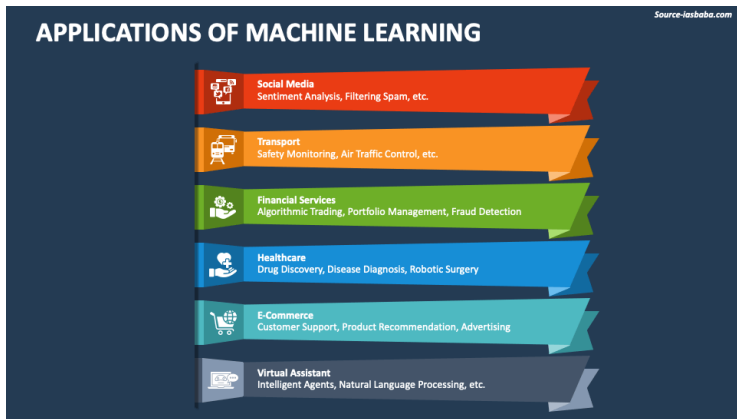 Source-iasbaba.com
APPLICATIONS OF MACHINE LEARNING
Social Media
Sentiment Analysis, Filtering Spam, etc.
Transport
Safety Monitoring, Air Traffic Control, etc.
Financial Services
Algorithmic Trading, Portfolio Management, Fraud Detection
Healthcare
Drug Discovery, Disease Diagnosis, Robotic Surgery
E-Commerce
Customer Support, Product Recommendation, Advertising
Virtual Assistant
Intelligent Agents, Natural Language Processing, etc.